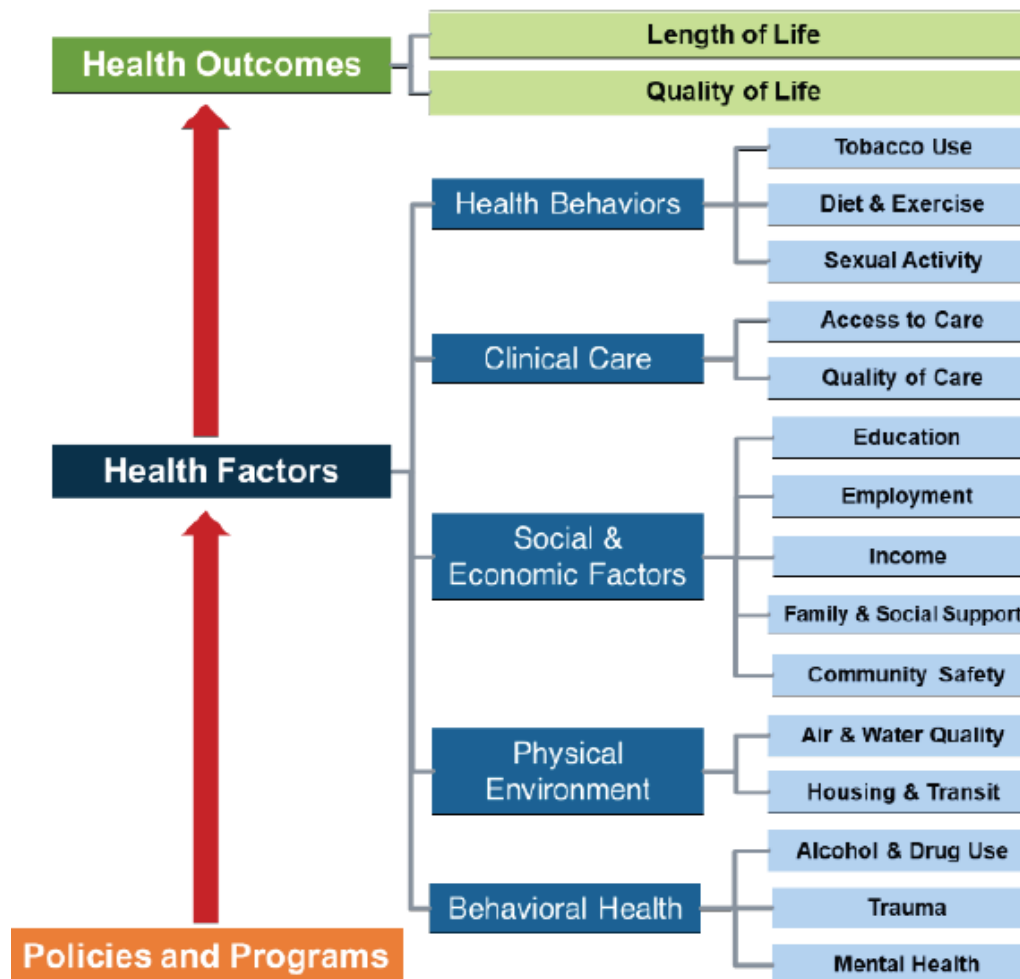 Health Outcomes
Length of Life
Quality of Life
Health Factors
Health Behaviors
Tobacco Use
Diet & Exercise
Sexual Activity
Clinical Care
Access to Care
Quality of Care
Social &
Economic Factors
Education
Employment
Income
Family & Social Support
Community Safety
Physical
Environment
Air & Water Quality
Housing & Transit
Behavioral Health
Alcohol & Drug Use
Trauma
Mental Health
Policies and Programs